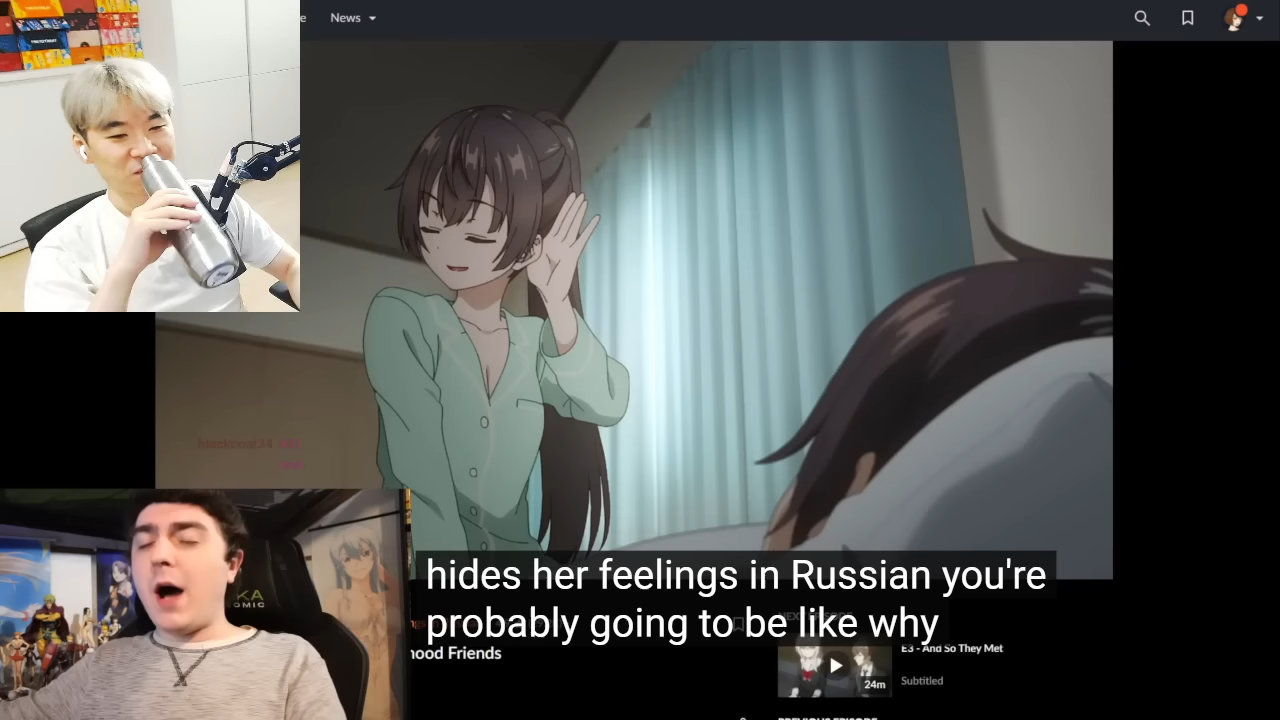 News
hides her feelings in Russian you're
probably going to be like why
hood Friends
E3 - And So They Met
24m
Subtitled